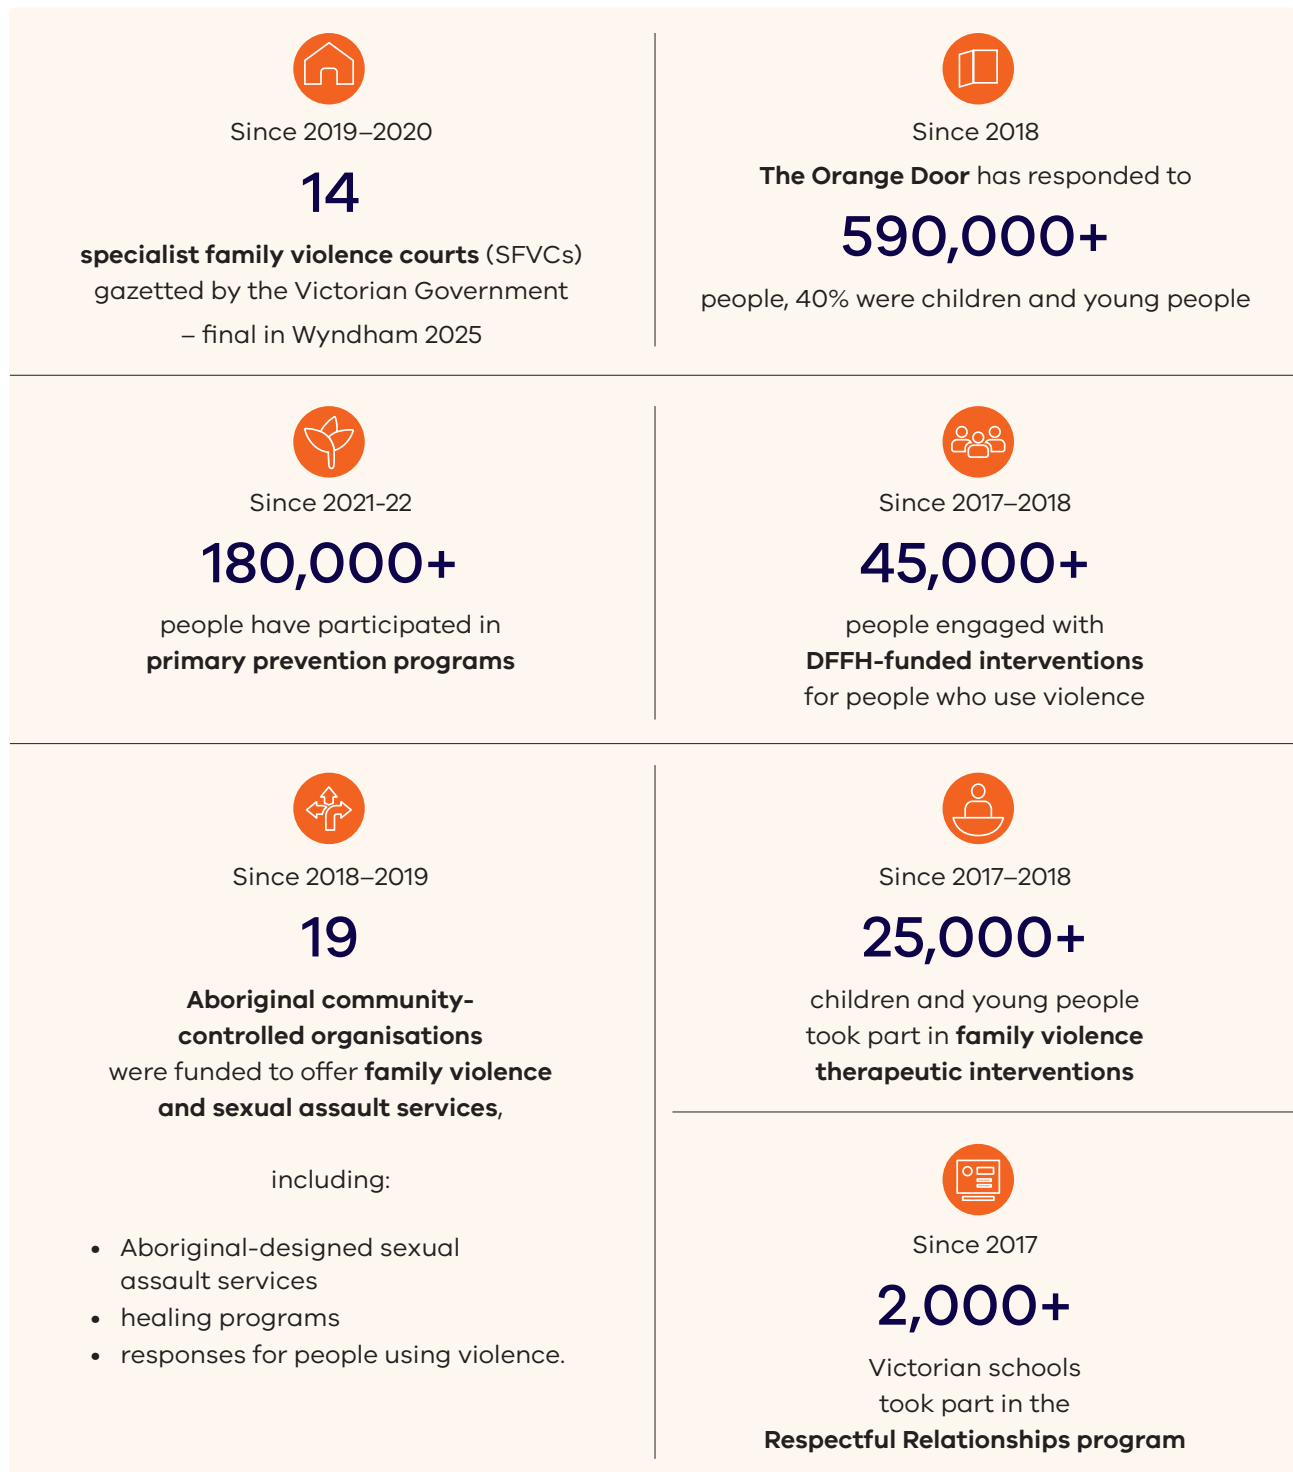 Since 2019–2020
14
specialist family violence courts (SFVCs)
gazetted by the Victorian Government
– final in Wyndham 2025
Since 2018
The Orange Door has responded to
590,000+
people, 40% were children and young people
Since 2021-22
180,000+
people have participated in
primary prevention programs
Since 2017–2018
45,000+
people engaged with
DFFH-funded interventions
for people who use violence
Since 2018–2019
19
Aboriginal community-
controlled organisations
were funded to offer family violence
and sexual assault services,
including:
• Aboriginal-designed sexual
assault services
• healing programs
• responses for people using violence.
Since 2017–2018
25,000+
children and young people
took part in family violence
therapeutic interventions
Since 2017
2,000+
Victorian schools
took part in the
Respectful Relationships program